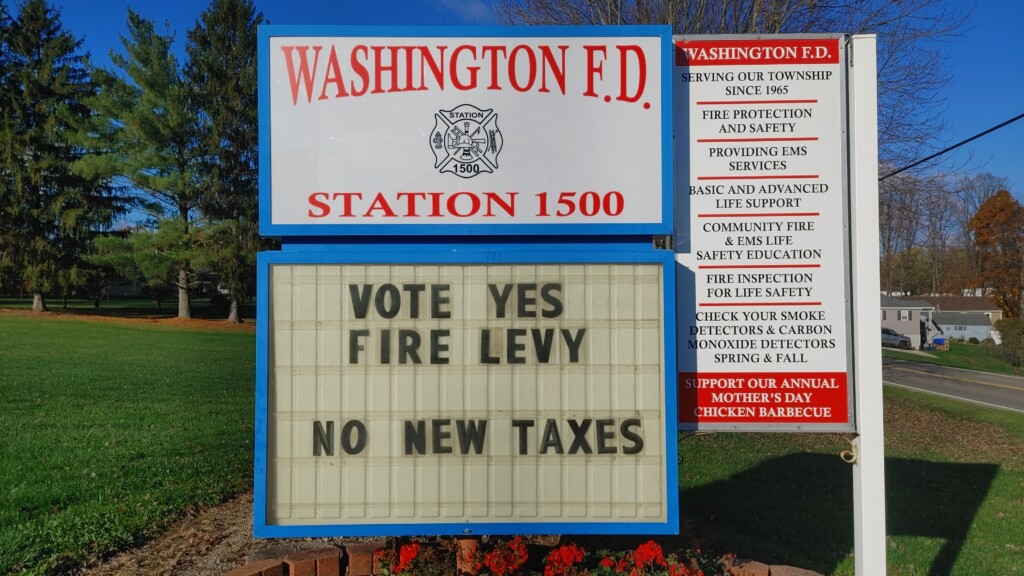 WASHINGTON F.D.
STATION
1500
STATION 1500
VOTE YES
FIRE LEVY
NO NEW TAXES
WASHINGTON F.D.
SERVING OUR TOWNSHIP
SINCE 1965
FIRE PROTECTION
AND SAFETY
PROVIDING EMS
SERVICES
BASIC AND ADVANCED
LIFE SUPPORT
COMMUNITY FIRE
& EMS LIFE
SAFETY EDUCATION
FIRE INSPECTION
FOR LIFE SAFETY
CHECK YOUR SMOKE
DETECTORS & CARBON
MONOXIDE DETECTORS
SPRING & FALL
SUPPORT OUR ANNUAL
MOTHER'S DAY
CHICKEN BARBECUE